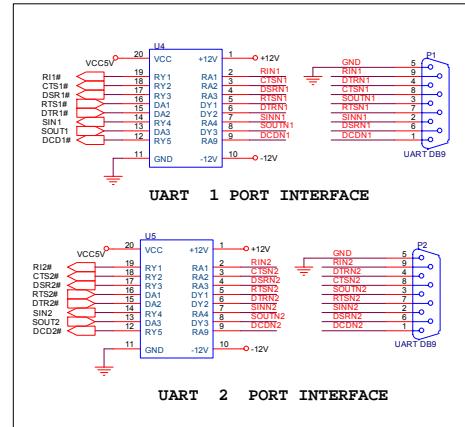 U4
VCC5V 20 VCC +12V 1 +12V
RI1# 19 RY1 RA1 2 RIN1
CTS1# 18 RY2 RA2 3 CTSN1
DSR1# 17 RY3 RA3 4 DSRN1
RTS1# 16 DA1 DY1 5 RTSN1
DTR1# 15 DA2 DY2 6 DTRN1
SIN1 14 RY4 RA4 7 SINN1
SOUT1 13 DA3 DY3 8 SOUTN1
DCD1# 12 RY5 RA9 9 DCDN1
11 GND -12V 10 -12V
P1
GND 5
RIN1 9
DTRN1 4
CTSN1 8
SOUTN1 3
RTSN1 7
SINN1 2
DSRN1 6
DCDN1 1
UART DB9
UART 1 PORT INTERFACE
U5
VCC5V 20 VCC +12V 1 +12V
RI2# 19 RY1 RA1 2 RIN2
CTS2# 18 RY2 RA2 3 CTSN2
DSR2# 17 RY3 RA3 4 DSRN2
RTS2# 16 DA1 DY1 5 RTSN2
DTR2# 15 DA2 DY2 6 DTRN2
SIN2 14 RY4 RA4 7 SINN2
SOUT2 13 DA3 DY3 8 SOUTN2
DCD2# 12 RY5 RA9 9 DCDN2
11 GND -12V 10 -12V
P2
GND 5
RIN2 9
DTRN2 4
CTSN2 8
SOUTN2 3
RTSN2 7
SINN2 2
DSRN2 6
DCDN2 1
UART DB9
UART 2 PORT INTERFACE